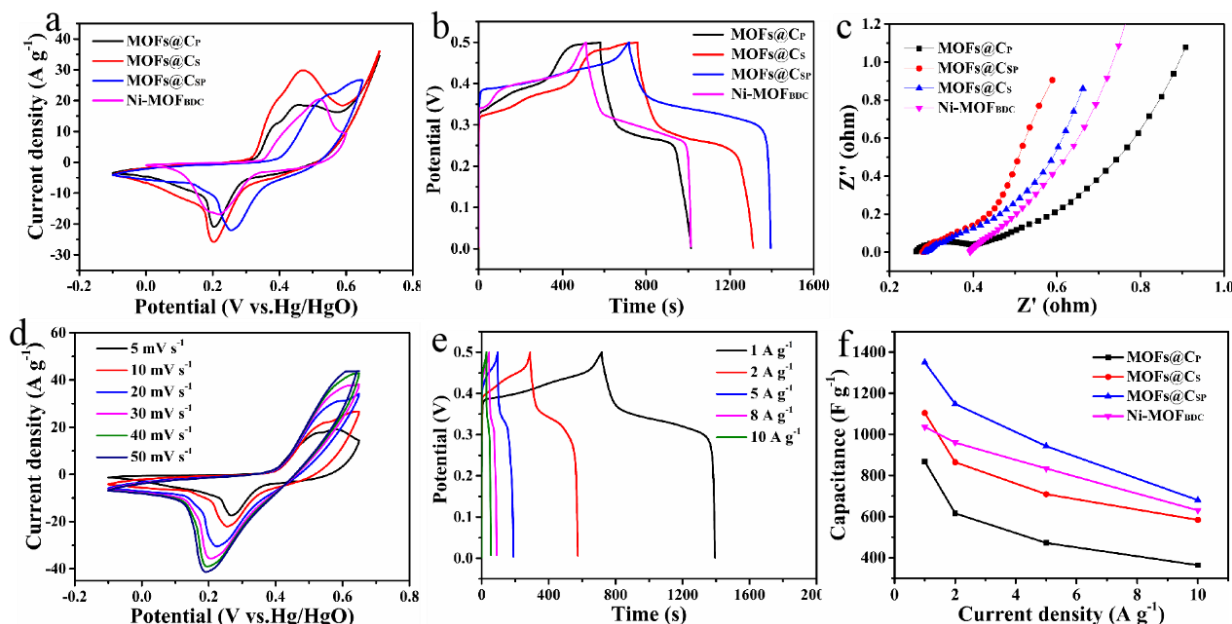 a
MOFs@CP
MOFs@CS
MOFs@CSP
Ni-MOFBDC
Current density (A g-1)
40
30
20
10
0
-10
-20
-30
-0.2 0.0 0.2 0.4 0.6 0.8
Potential (V vs.Hg/HgO)
b
MOFs@CP
MOFs@CS
MOFs@CSP
Ni-MOFBDC
Potential (V)
0.5
0.4
0.3
0.2
0.1
0.0
0 400 800 1200 1600
Time (s)
c
MOFs@CP
MOFs@CSP
MOFs@CS
Ni-MOFBDC
Z'' (ohm)
1.2
1.0
0.8
0.6
0.4
0.2
0.0
0.2 0.4 0.6 0.8 1.0
Z' (ohm)
d
5 mV s-1
10 mV s-1
20 mV s-1
30 mV s-1
40 mV s-1
50 mV s-1
Current density (A g-1)
60
40
20
0
-20
-40
-0.2 0.0 0.2 0.4 0.6 0.8
Potential (V vs.Hg/HgO)
e
1 A g-1
2 A g-1
5 A g-1
8 A g-1
10 A g-1
Potential (V)
0.5
0.4
0.3
0.5
0.1
0.0
0 400 800 1200 1600
Time (s)
f
MOFs@CP
MOFs@CS
MOFs@CSP
Ni-MOFBDC
Capacitance (F g-1)
1400
1200
1000
800
600
400
0 2 4 6 8 10
Current density (A g-1)